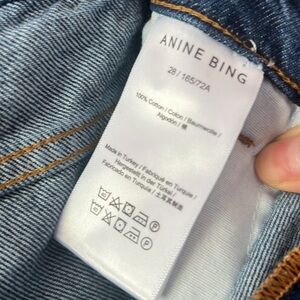 ANINE BING
28 / 165/72A
100% Cotton / Coton / Baumwolle /
Algodón / 棉
Made in Turkey / Fabriqué en Turquie /
Hergestellt in der Türkei /
Fabricado en Turquía / 土耳其制造